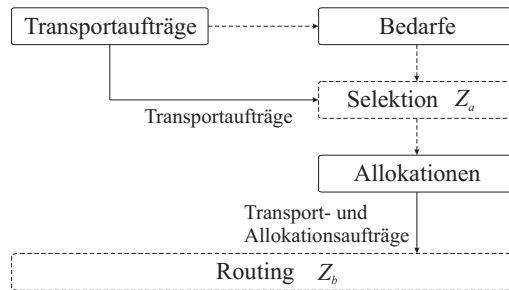 Transportaufträge
Bedarfe
Selektion Z_a
Transportaufträge
Allokationen
Transport- und
Allokationsaufträge
Routing Z_b